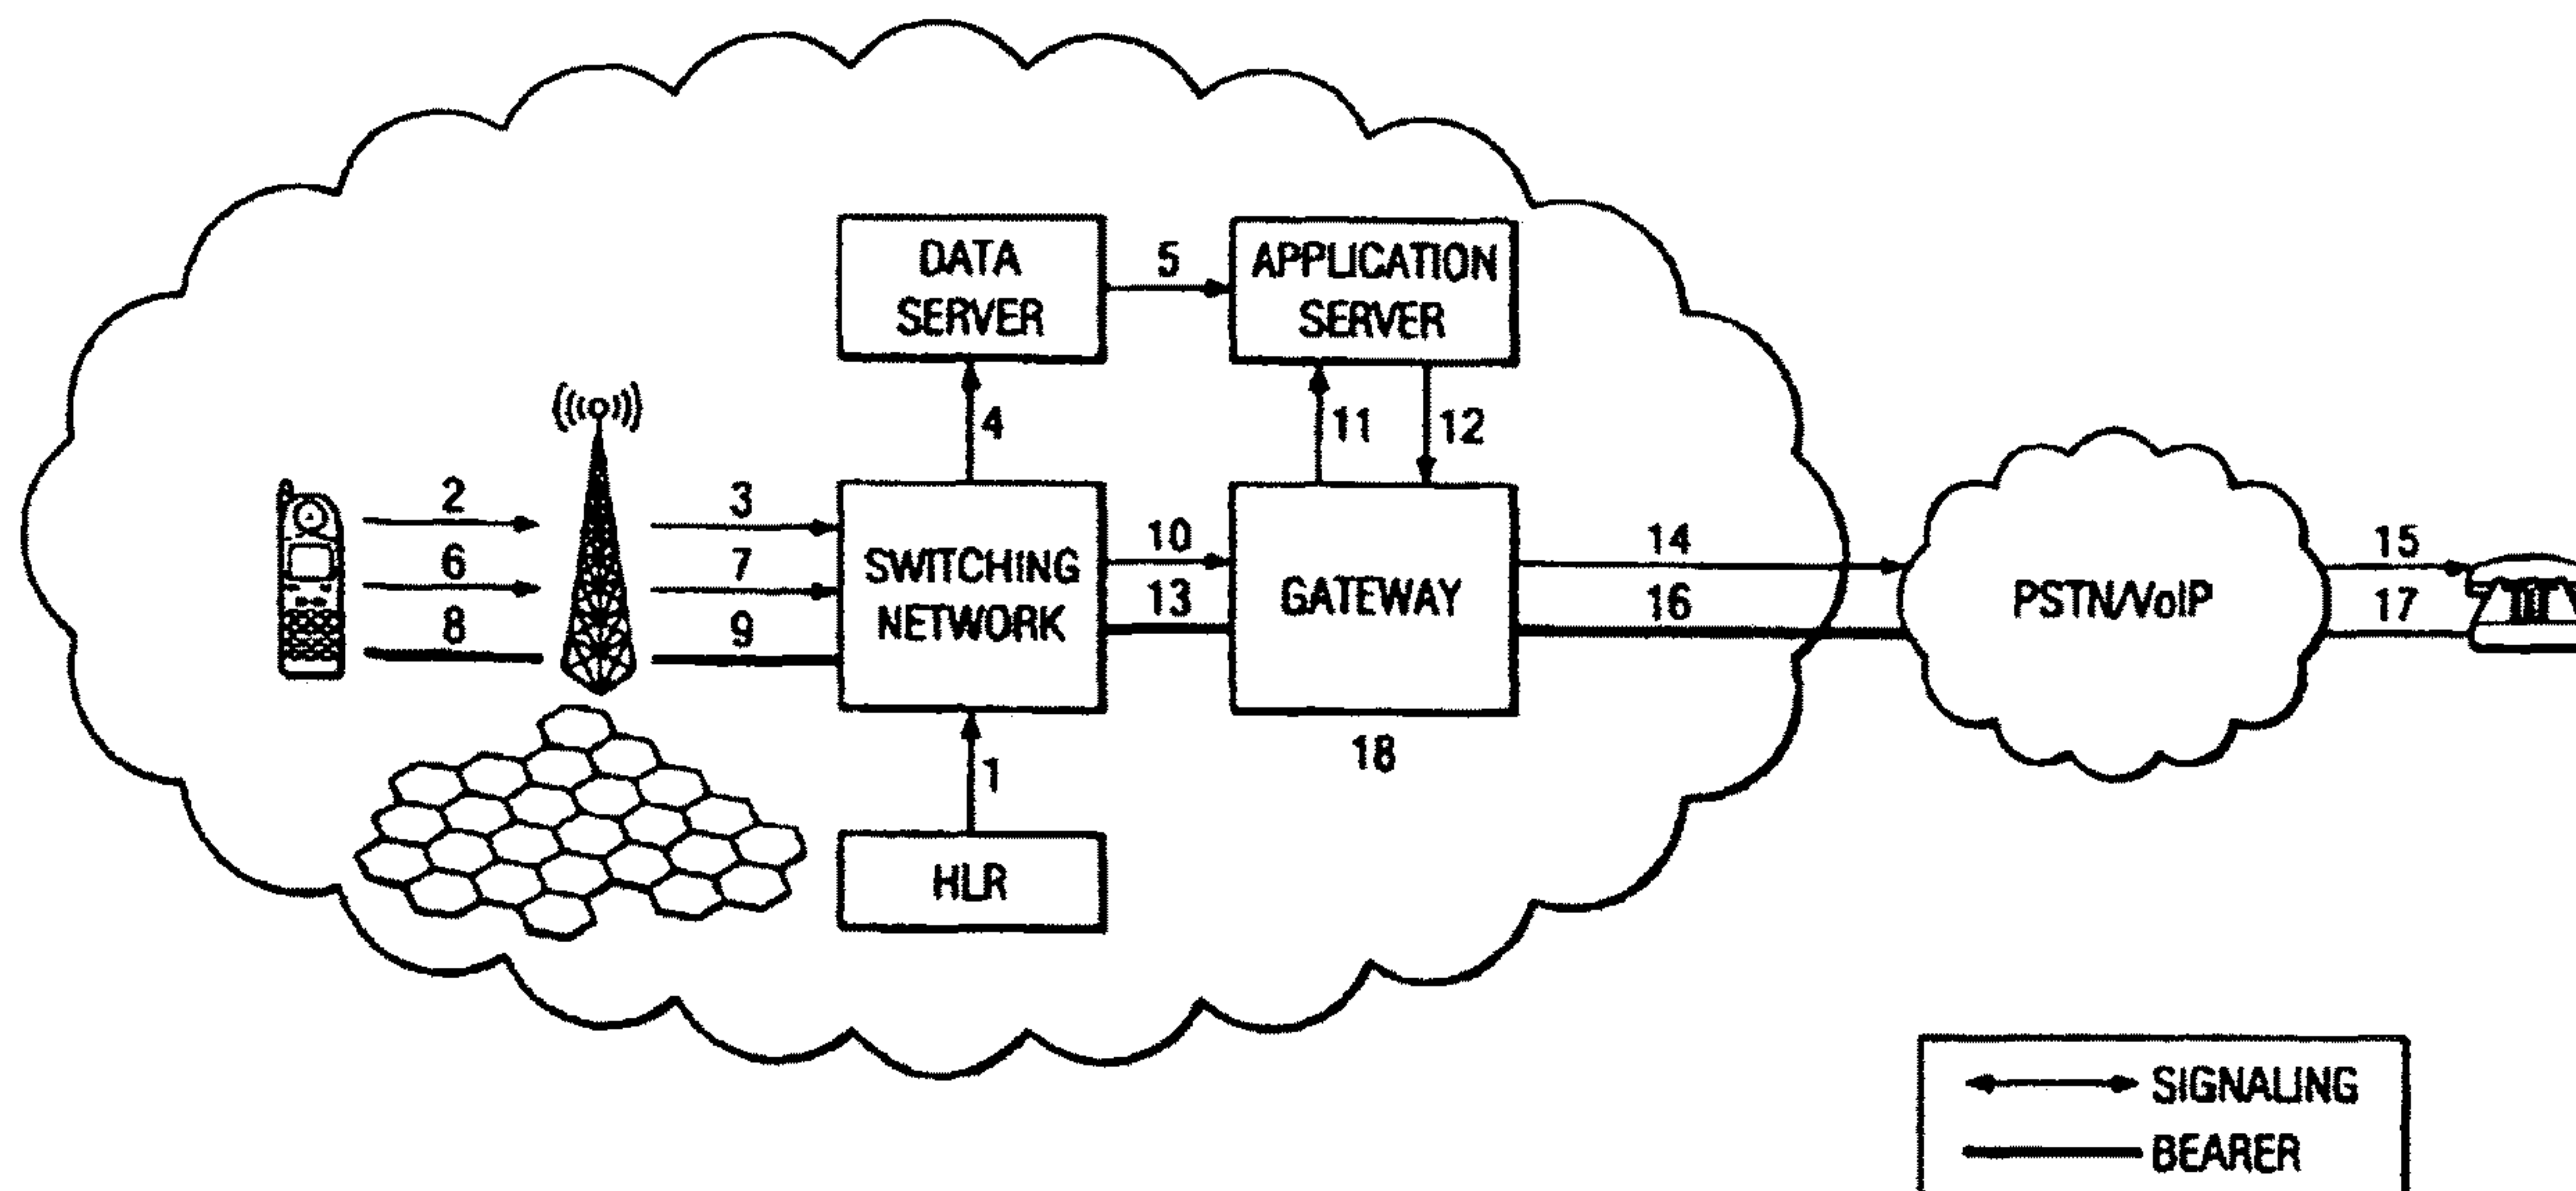 DATA
SERVER
5
APPLICATION
SERVER
4
11
12
2
3
6
7
8
9
SWITCHING
NETWORK
10
13
GATEWAY
14
16
PSTN/VoIP
15
17
18
1
HLR
SIGNALING
BEARER